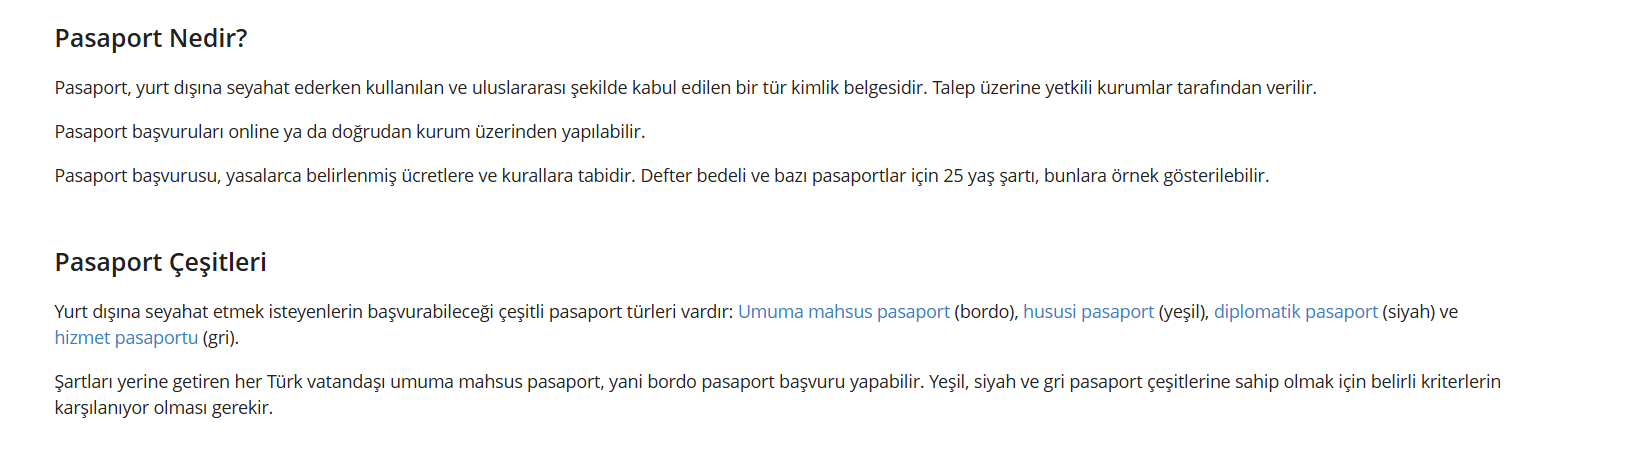 Pasaport Nedir?
Pasaport, yurt dışına seyahat ederken kullanılan ve uluslararası şekilde kabul edilen bir tür kimlik belgesidir. Talep üzerine yetkili kurumlar tarafından verilir.
Pasaport başvuruları online ya da doğrudan kurum üzerinden yapılabilir.
Pasaport başvurusu, yasalarca belirlenmiş ücretlere ve kurallara tabidir. Defter bedeli ve bazı pasaportlar için 25 yaş şartı, bunlara örnek gösterilebilir.
Pasaport Çeşitleri
Yurt dışına seyahat etmek isteyenlerin başvurabileceği çeşitli pasaport türleri vardır: Umuma mahsus pasaport (bordo), hususi pasaport (yeşil), diplomatik pasaport (siyah) ve
hizmet pasaportu (gri).
Şartları yerine getiren her Türk vatandaşı umuma mahsus pasaport, yani bordo pasaport başvuru yapabilir. Yeşil, siyah ve gri pasaport çeşitlerine sahip olmak için belirli kriterlerin
karşılanıyor olması gerekir.